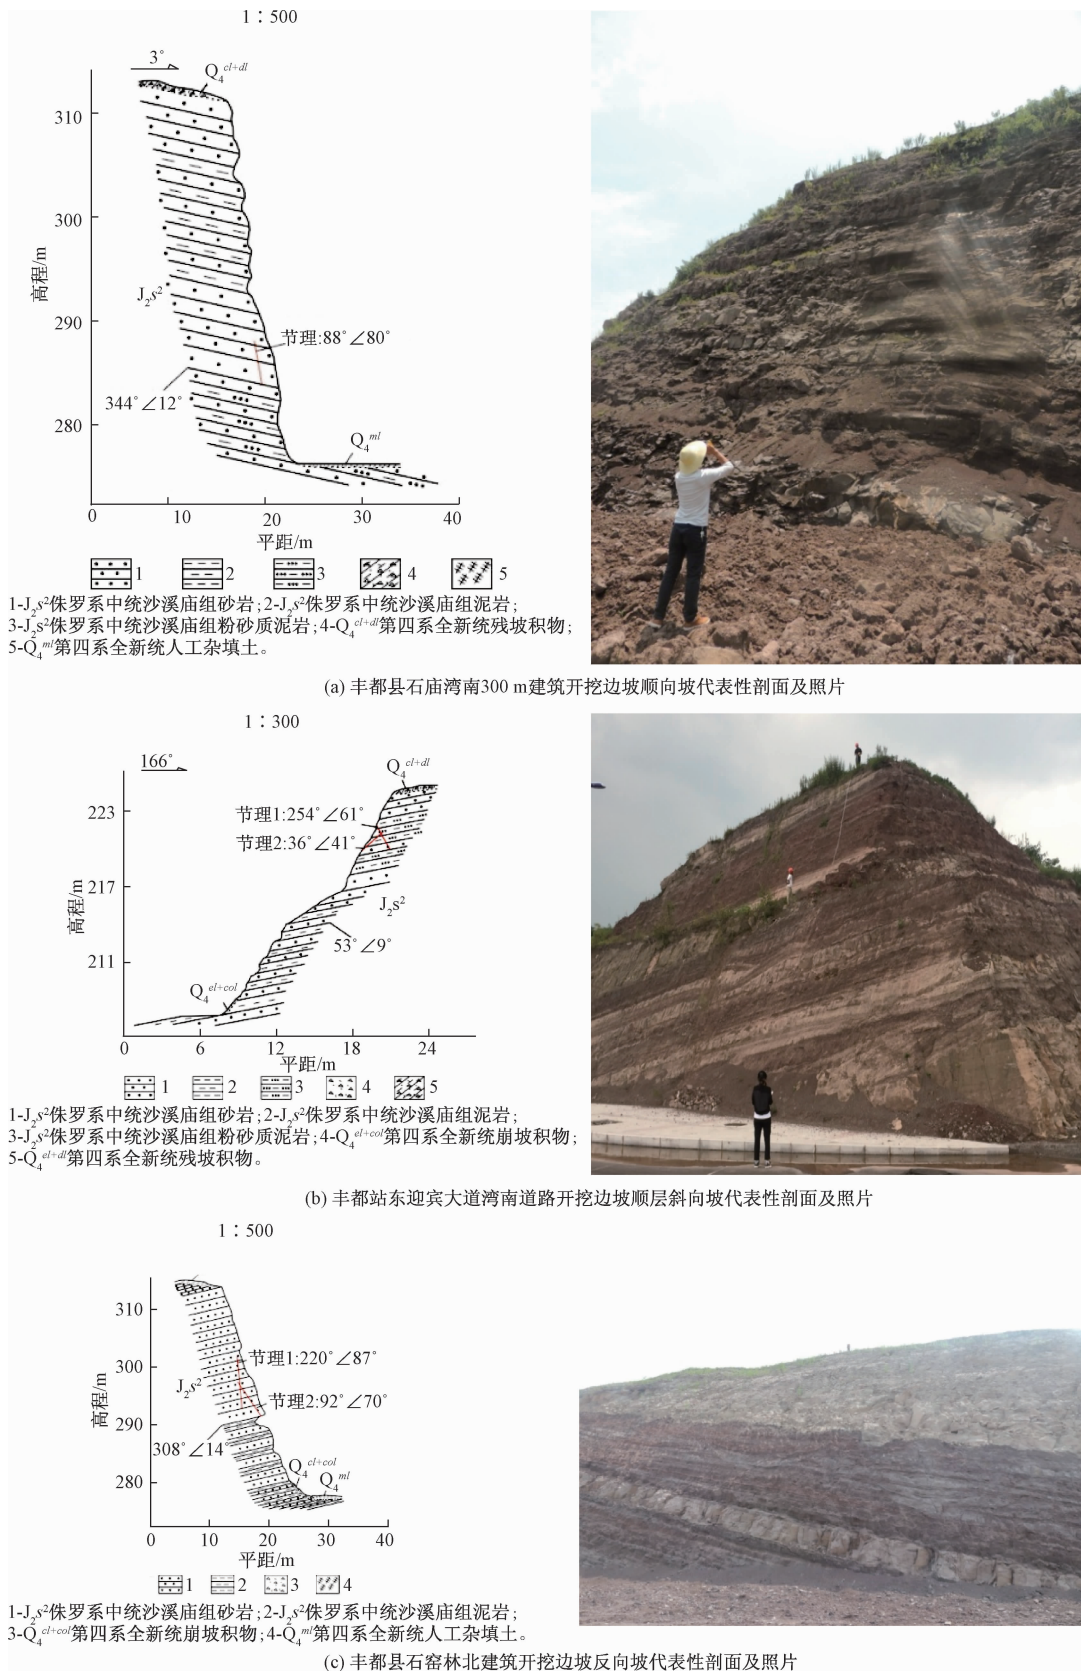 1∶500
3°
Q₄ᶜˡ⁺ᵈˡ
310
300
高程/m
J₂s²
290
节理:88°∠80°
344°∠12°
280
Q₄ᵐˡ
0 10 20 30 40
平距/m
1 2 3 4 5
1-J₂s²侏罗系中统沙溪庙组砂岩;2-J₂s²侏罗系中统沙溪庙组泥岩;
3-J₂s²侏罗系中统沙溪庙组粉砂质泥岩;4-Q₄ᶜˡ⁺ᵈˡ第四系全新统残坡积物;
5-Q₄ᵐˡ第四系全新统人工杂填土。
(a) 丰都县石庙湾南300 m建筑开挖边坡顺向坡代表性剖面及照片
1∶300
166°
Q₄ᶜˡ⁺ᵈˡ
223
节理1:254°∠61°
节理2:36°∠41°
217
高程/m
J₂s²
53°∠9°
211
Q₄ᵉˡ⁺ᶜᵒˡ
0 6 12 18 24
平距/m
1 2 3 4 5
1-J₂s²侏罗系中统沙溪庙组砂岩;2-J₂s²侏罗系中统沙溪庙组泥岩;
3-J₂s²侏罗系中统沙溪庙组粉砂质泥岩;4-Q₄ᵉˡ⁺ᶜᵒˡ第四系全新统崩坡积物;
5-Q₄ᵉˡ⁺ᵈˡ第四系全新统残坡积物。
(b) 丰都站东迎宾大道湾南道路开挖边坡顺层斜向坡代表性剖面及照片
1∶500
310
节理1:220°∠87°
300
J₂s²
高程/m
节理2:92°∠70°
290
308°∠14°
Q₄ᶜˡ⁺ᶜᵒˡ
280
Q₄ᵐˡ
0 10 20 30 40
平距/m
1 2 3 4
1-J₂s²侏罗系中统沙溪庙组砂岩;2-J₂s²侏罗系中统沙溪庙组泥岩;
3-Q₄ᶜˡ⁺ᶜᵒˡ第四系全新统崩坡积物;4-Q₄ᵐˡ第四系全新统人工杂填土。
(c) 丰都县石窑林北建筑开挖边坡反向坡代表性剖面及照片